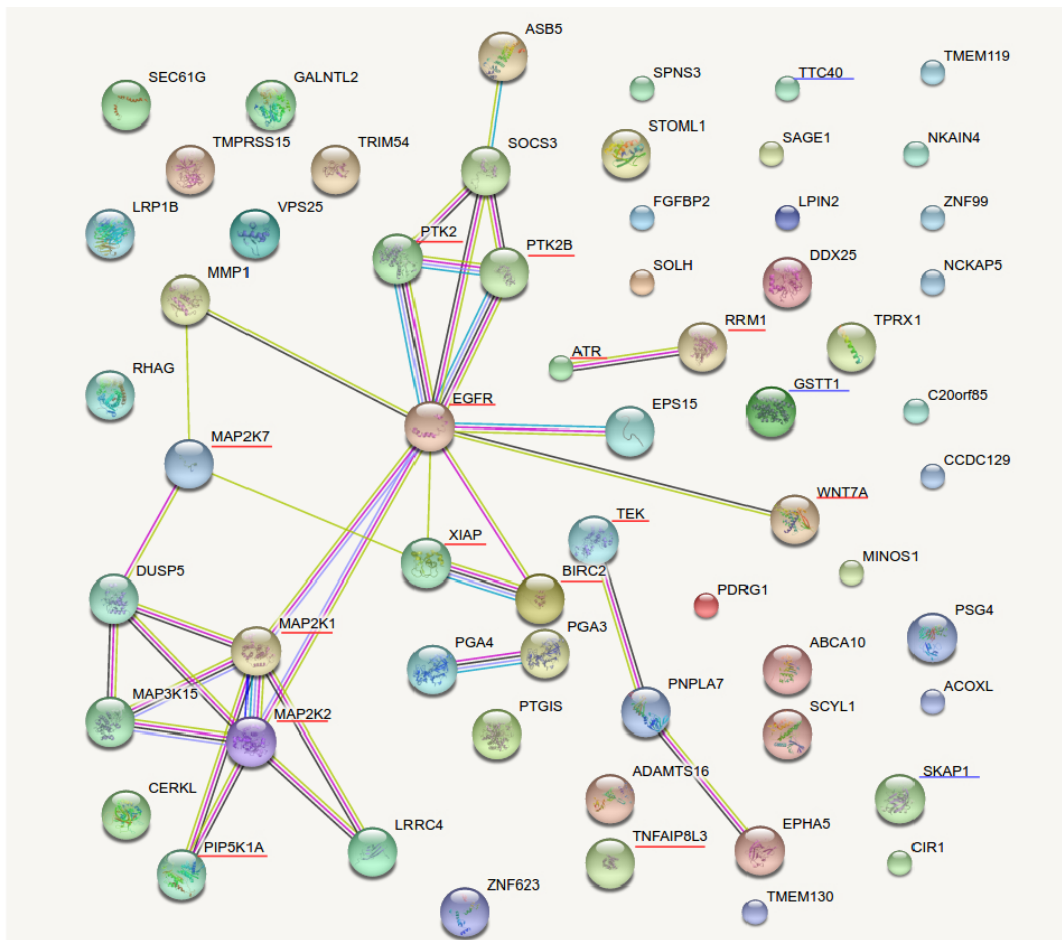 ASB5
SEC61G
GALNTL2
SPNS3
TTC40
TMEM119
TMPRSS15
TRIM54
SOCS3
STOML1
SAGE1
NKAIN4
LRP1B
VPS25
PTK2
PTK2B
FGFBP2
LPIN2
ZNF99
MMP1
SOLH
DDX25
NCKAP5
RRM1
TPRX1
ATR
RHAG
EGFR
EPS15
GSTT1
C20orf85
MAP2K7
CCDC129
WNT7A
TEK
XIAP
BIRC2
MINOS1
DUSP5
PDRG1
PSG4
MAP2K1
PGA4
PGA3
ABCA10
MAP3K15
PNPLA7
ACOXL
MAP2K2
PTGIS
SCYL1
CERKL
ADAMTS16
SKAP1
LRRC4
PIP5K1A
TNFAIP8L3
EPHA5
CIR1
ZNF623
TMEM130